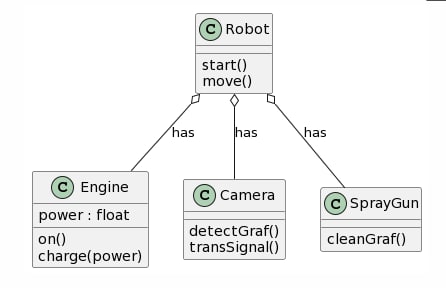 C Robot
start()
move()
has
has
has
C Engine
power : float
on()
charge(power)
C Camera
detectGraf()
transSignal()
C SprayGun
cleanGraf()